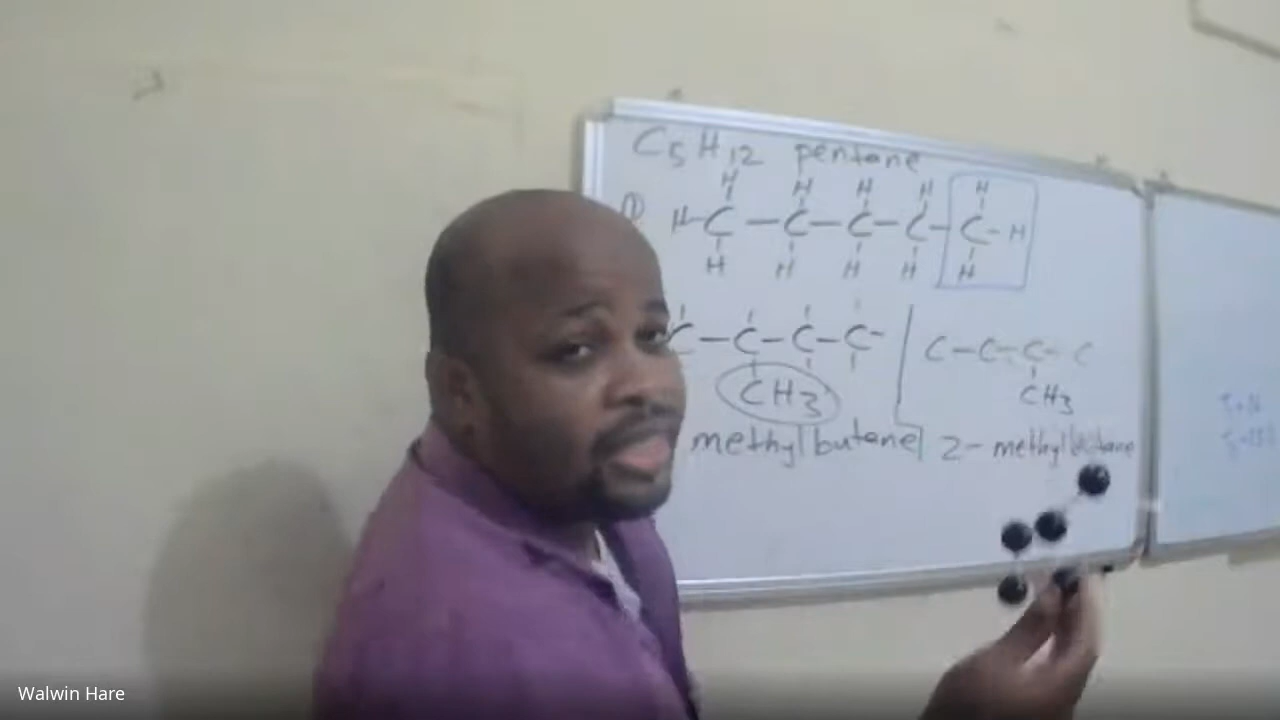 C5H12 pentane
H H H H H
① H-C-C-C-C-C-H
H H H H H
C-C-C-C- C-C-C-C
CH3 CH3
methylbutane 2-methylbutane
Walwin Hare